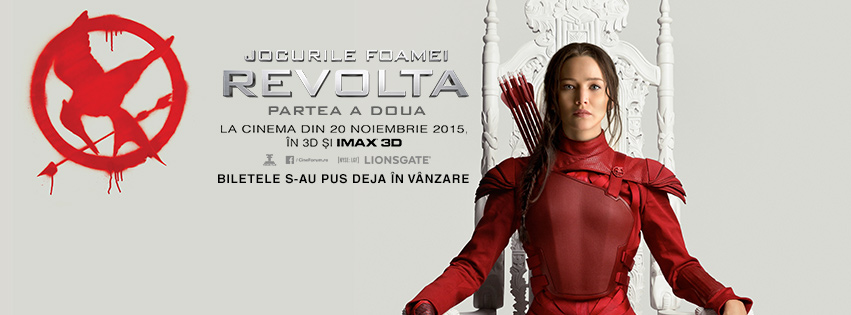 JOCURILE FOAMEI
REVOLTA
PARTEA A DOUA
LA CINEMA DIN 20 NOIEMBRIE 2015,
ÎN 3D ȘI IMAX 3D
LIONSGATE®
BILETELE S-AU PUS DEJA ÎN VÂNZARE